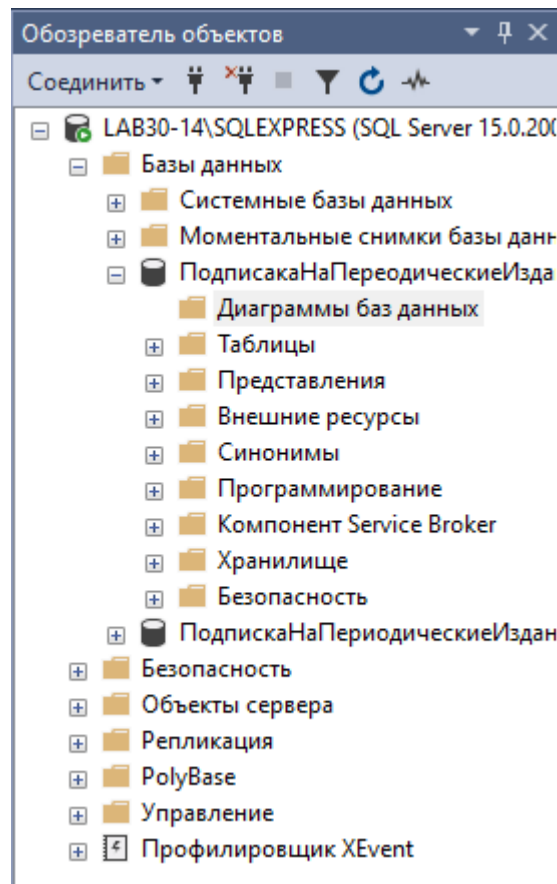 Обозреватель объектов
Соединить
LAB30-14\SQLEXPRESS (SQL Server 15.0.200
Базы данных
Системные базы данных
Моментальные снимки базы данн
ПодписакаНаПереодическиеИзда
Диаграммы баз данных
Таблицы
Представления
Внешние ресурсы
Синонимы
Программирование
Компонент Service Broker
Хранилище
Безопасность
ПодпискаНаПериодическиеИздан
Безопасность
Объекты сервера
Репликация
PolyBase
Управление
Профилировщик XEvent